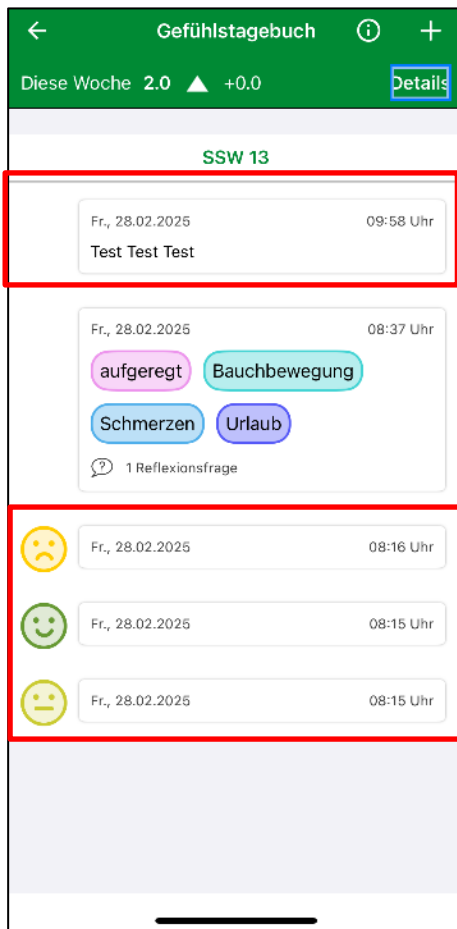 Gefühlstagebuch
Diese Woche 2.0 +0.0 Details
SSW 13
Fr., 28.02.2025 09:58 Uhr
Test Test Test
Fr., 28.02.2025 08:37 Uhr
aufgeregt Bauchbewegung
Schmerzen Urlaub
1 Reflexionsfrage
Fr., 28.02.2025 08:16 Uhr
Fr., 28.02.2025 08:15 Uhr
Fr., 28.02.2025 08:15 Uhr